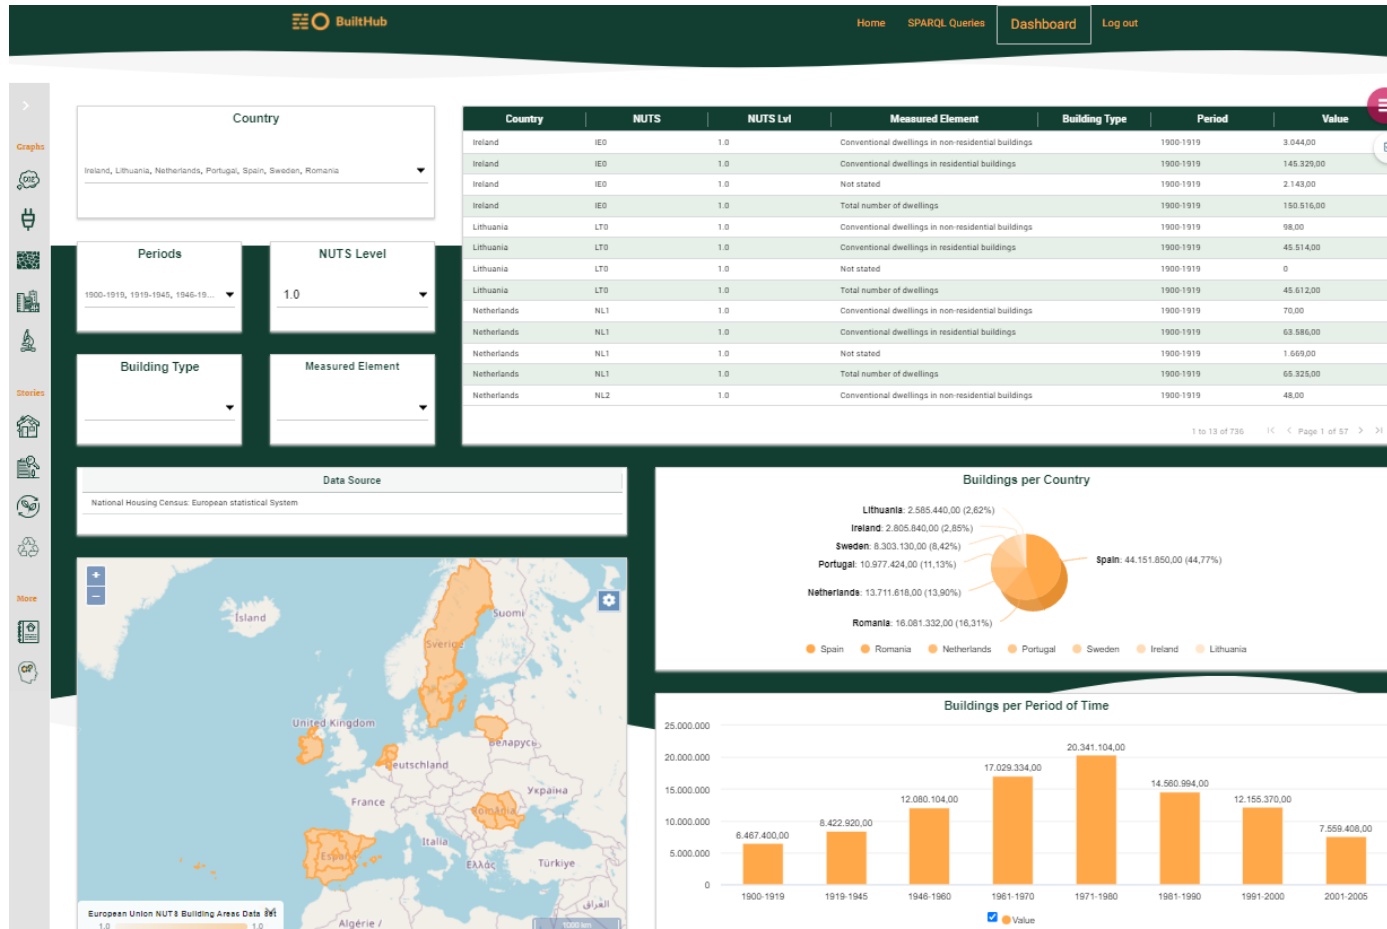 BuiltHub
Home SPARQL Queries Dashboard Log out
Graphs
Stories
More
Country
Ireland, Lithuania, Netherlands, Portugal, Spain, Sweden, Romania
Periods
1900-1919, 1919-1945, 1946-19...
NUTS Level
1.0
Building Type
Measured Element
Country NUTS NUTS Lvl Measured Element Building Type Period Value
Ireland IE0 1.0 Conventional dwellings in non-residential buildings 1900-1919 3.044,00
Ireland IE0 1.0 Conventional dwellings in residential buildings 1900-1919 145.329,00
Ireland IE0 1.0 Not stated 1900-1919 2.143,00
Ireland IE0 1.0 Total number of dwellings 1900-1919 150.516,00
Lithuania LT0 1.0 Conventional dwellings in non-residential buildings 1900-1919 98,00
Lithuania LT0 1.0 Conventional dwellings in residential buildings 1900-1919 45.514,00
Lithuania LT0 1.0 Not stated 1900-1919 0
Lithuania LT0 1.0 Total number of dwellings 1900-1919 45.612,00
Netherlands NL1 1.0 Conventional dwellings in non-residential buildings 1900-1919 70,00
Netherlands NL1 1.0 Conventional dwellings in residential buildings 1900-1919 63.586,00
Netherlands NL1 1.0 Not stated 1900-1919 1.669,00
Netherlands NL1 1.0 Total number of dwellings 1900-1919 65.325,00
Netherlands NL2 1.0 Conventional dwellings in non-residential buildings 1900-1919 48,00
1 to 13 of 736 Page 1 of 57
Data Source
National Housing Census: European statistical System
+
−
Ísland
Suomi
Sverige
United Kingdom
Беларусь
Deutschland
Україна
France
România
Italia
España
Ελλάς
Türkiye
العراق
Algérie /
1000 km
European Union NUTS Building Areas Data Set
1.0 1.0
Buildings per Country
Lithuania: 2.585.440,00 (2,62%)
Ireland: 2.805.840,00 (2,85%)
Sweden: 8.303.130,00 (8,42%)
Portugal: 10.977.424,00 (11,13%)
Netherlands: 13.711.618,00 (13,90%)
Romania: 16.081.332,00 (16,31%)
Spain: 44.151.850,00 (44,77%)
Spain Romania Netherlands Portugal Sweden Ireland Lithuania
Buildings per Period of Time
25.000.000
20.000.000
15.000.000
10.000.000
5.000.000
0
6.467.400,00
8.422.920,00
12.080.104,00
17.029.334,00
20.341.104,00
14.560.994,00
12.155.370,00
7.559.408,00
1900-1919 1919-1945 1946-1960 1961-1970 1971-1980 1981-1990 1991-2000 2001-2005
Value